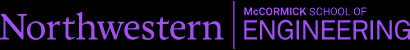 Northwestern
McCORMICK SCHOOL OF
ENGINEERING